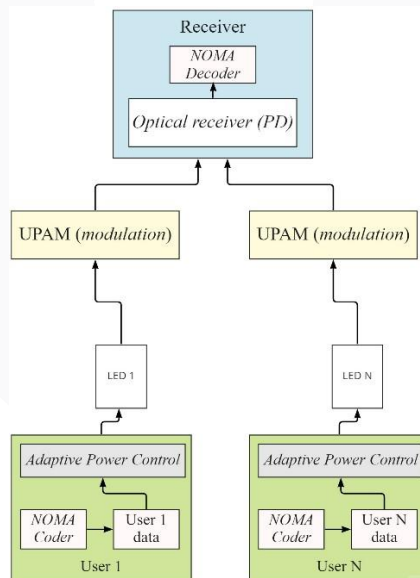 Receiver
NOMA
Decoder
Optical receiver (PD)
UPAM (modulation)
UPAM (modulation)
LED 1
LED N
Adaptive Power Control
NOMA
Coder
User 1
data
User 1
Adaptive Power Control
NOMA
Coder
User N
data
User N